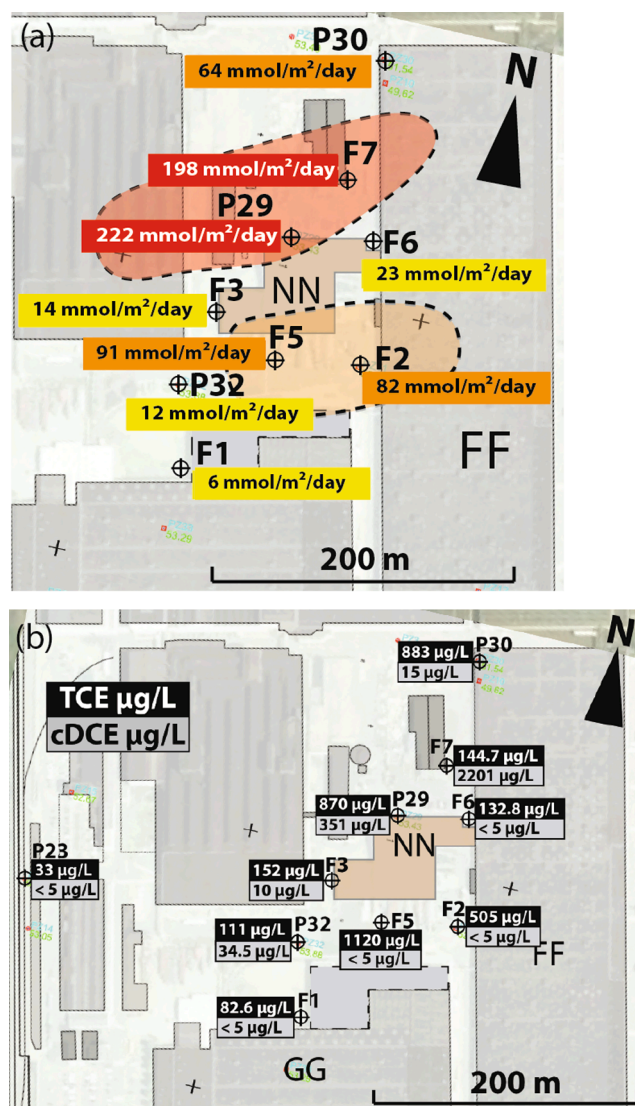 (a)
P30
64 mmol/m²/day
N
F7
198 mmol/m²/day
P29
222 mmol/m²/day
F6
23 mmol/m²/day
F3
NN
14 mmol/m²/day
F5
91 mmol/m²/day
F2
82 mmol/m²/day
P32
12 mmol/m²/day
F1
6 mmol/m²/day
FF
53,29
200 m
(b)
N
TCE µg/L
cDCE µg/L
P30
883 µg/L
15 µg/L
F7
144.7 µg/L
2201 µg/L
P29
870 µg/L
351 µg/L
F6
132.8 µg/L
< 5 µg/L
NN
P23
33 µg/L
< 5 µg/L
F3
152 µg/L
10 µg/L
P32
111 µg/L
34.5 µg/L
F5
1120 µg/L
< 5 µg/L
F2
505 µg/L
< 5 µg/L
FF
F1
82.6 µg/L
< 5 µg/L
GG
200 m